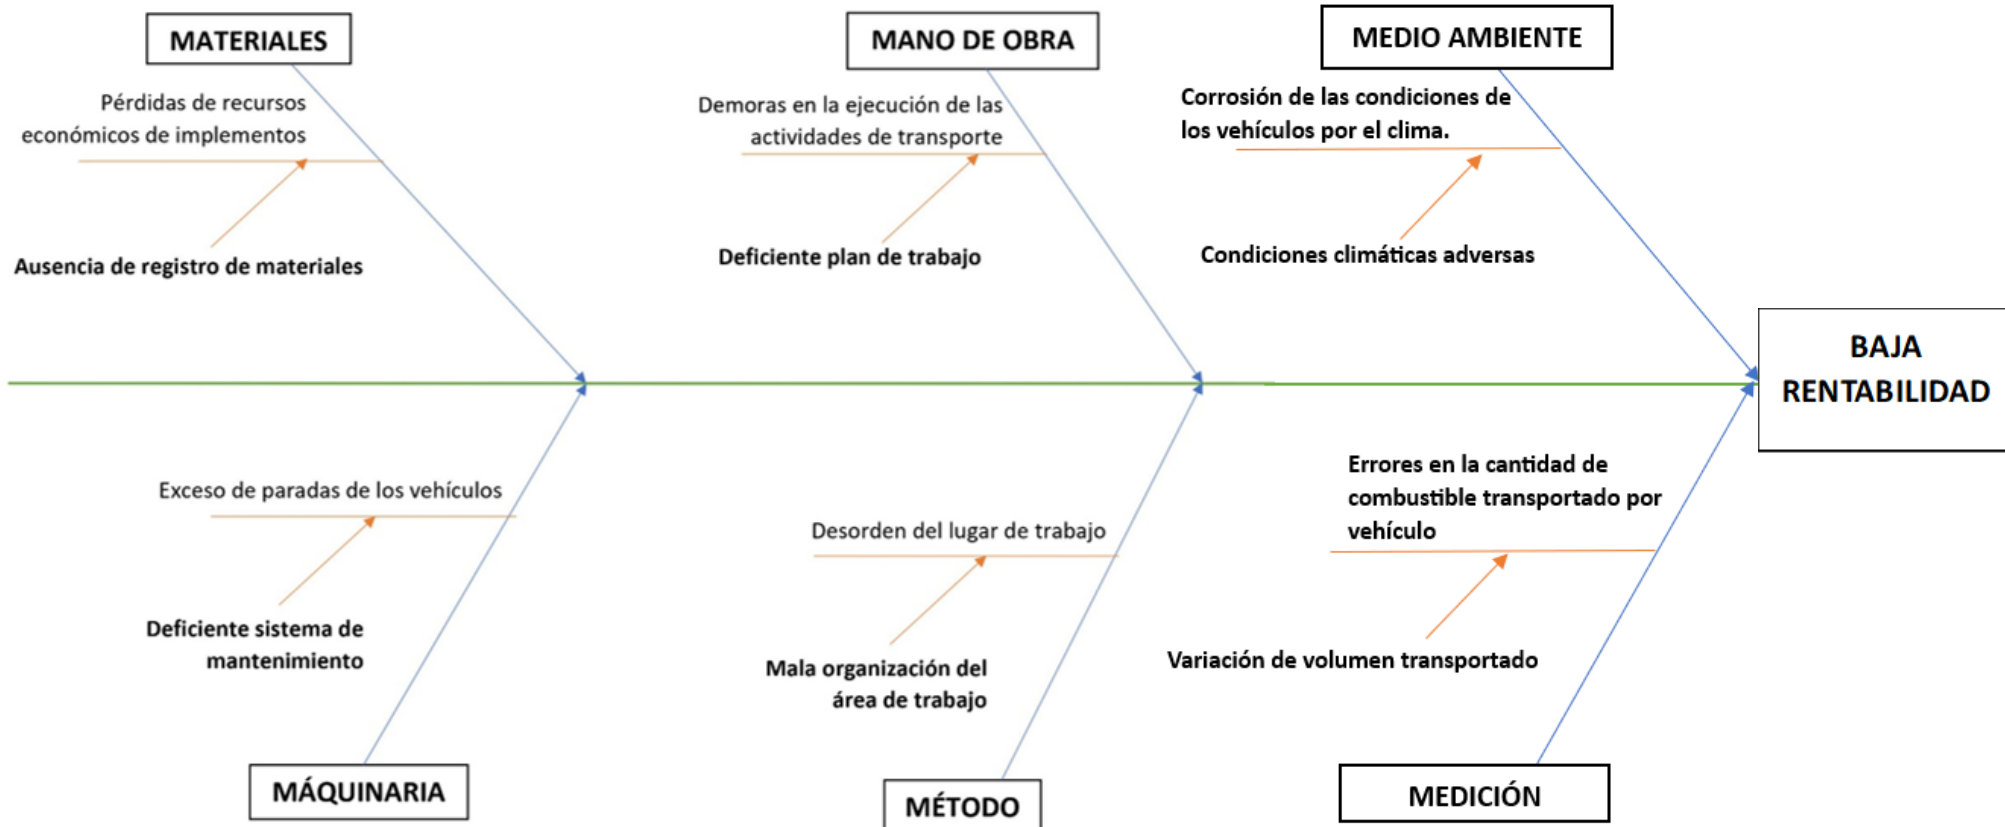 MATERIALES
Pérdidas de recursos
económicos de implementos
Ausencia de registro de materiales
MANO DE OBRA
Demoras en la ejecución de las
actividades de transporte
Deficiente plan de trabajo
MEDIO AMBIENTE
Corrosión de las condiciones de
los vehículos por el clima.
Condiciones climáticas adversas
BAJA
RENTABILIDAD
Exceso de paradas de los vehículos
Deficiente sistema de
mantenimiento
MÁQUINARIA
Desorden del lugar de trabajo
Mala organización del
área de trabajo
MÉTODO
Errores en la cantidad de
combustible transportado por
vehículo
Variación de volumen transportado
MEDICIÓN